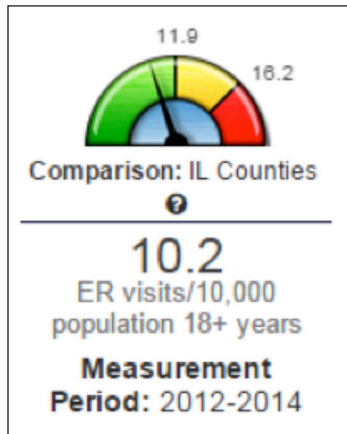 11.9
16.2
Comparison: IL Counties
?
10.2
ER visits/10,000
population 18+ years
Measurement
Period: 2012-2014